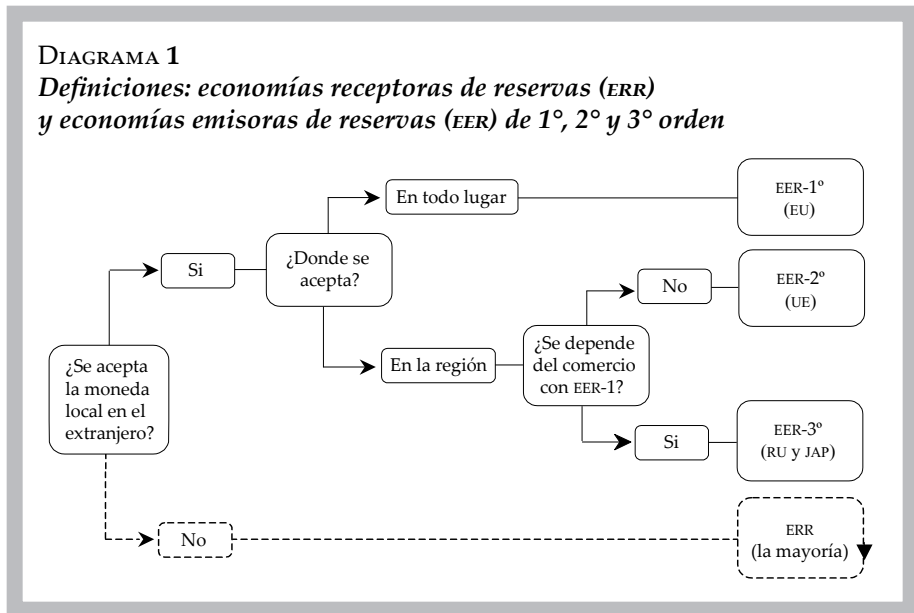 DIAGRAMA 1
Definiciones: economías receptoras de reservas (ERR)
y economías emisoras de reservas (EER) de 1°, 2° y 3° orden
En todo lugar
EER-1º
(EU)
Si
¿Donde se
acepta?
No
EER-2º
(UE)
¿Se acepta
la moneda
local en el
extranjero?
En la región
¿Se depende
del comercio
con EER-1?
Si
EER-3º
(RU y JAP)
No
ERR
(la mayoría)